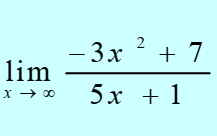 lim x → ∞ (− 3x² + 7) / (5x + 1)